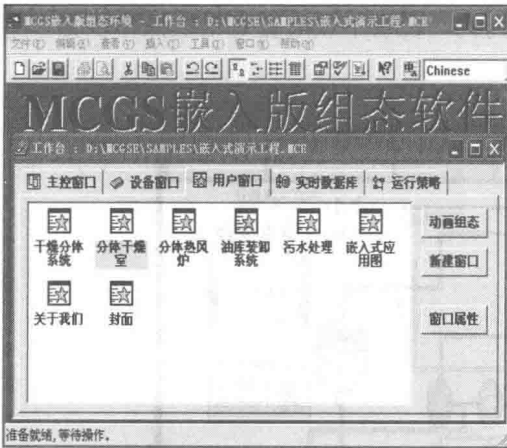 MCGS嵌入版组态环境 - 工作台 : D:\MCGSE\SAMPLES\嵌入式演示工程.MCE
文件(F) 编辑(E) 查看(V) 插入(I) 工具(T) 窗口(W) 帮助(H)
Chinese
MCGS嵌入版组态软件
工作台 : D:\MCGSE\SAMPLES\嵌入式演示工程.MCE
主控窗口 设备窗口 用户窗口 实时数据库 运行策略
干燥分体系统
分体干燥室
分体热风炉
油库装卸系统
污水处理
嵌入式应用图
关于我们
封面
动画组态
新建窗口
窗口属性
准备就绪,等待操作。